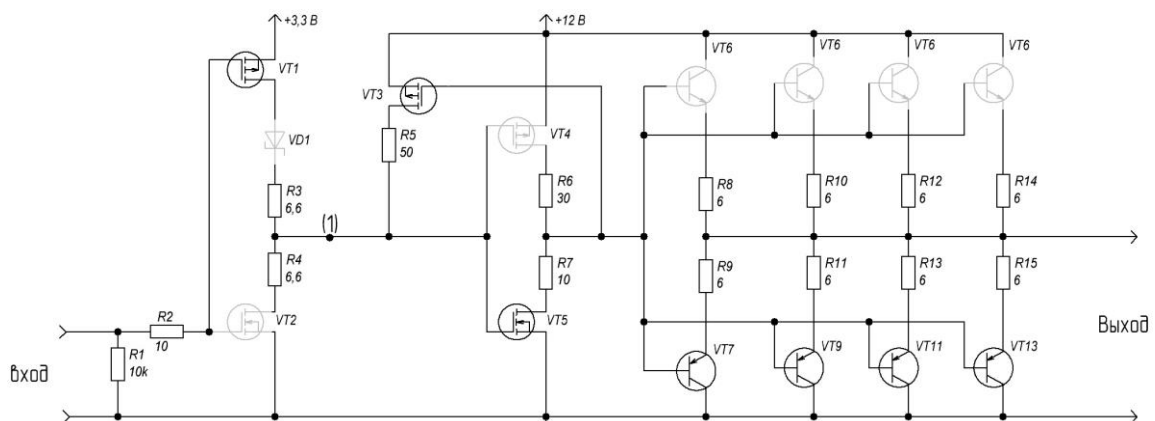 +3,3 В
+12 В
VT1
VT3
VT4
VT6
VT6
VT6
VT6
VD1
R5
50
R3
6,6
R6
30
R8
6
R10
6
R12
6
R14
6
(1)
R4
6,6
R7
10
R9
6
R11
6
R13
6
R15
6
R2
10
VT2
VT5
VT7
VT9
VT11
VT13
Вход
R1
10k
Выход